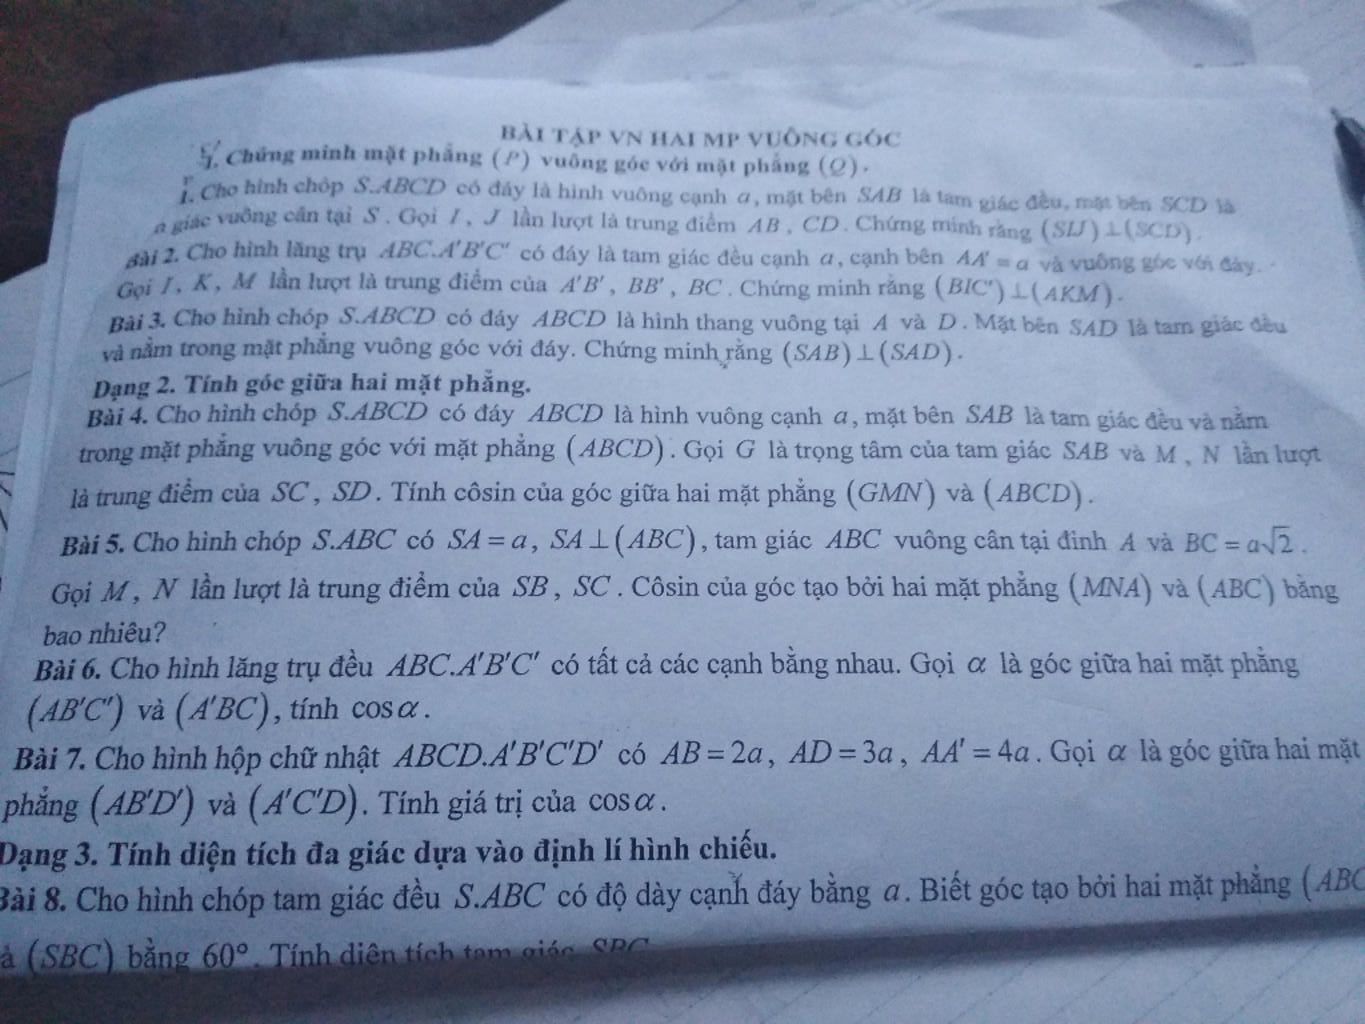 BÀI TẬP VN HAI MP VUÔNG GÓC
1. Chứng minh mặt phẳng (P) vuông góc với mặt phẳng (Q).
1. Cho hình chóp S.ABCD có đáy là hình vuông cạnh a, mặt bên SAB là tam giác đều, mặt bên SCD là
giác vuông cân tại S. Gọi I, J lần lượt là trung điểm AB, CD. Chứng minh rằng (SIJ)⊥(SCD).
Bài 2. Cho hình lăng trụ ABC.A'B'C' có đáy là tam giác đều cạnh a, cạnh bên AA' = a và vuông góc với đáy.
Gọi I, K, M lần lượt là trung điểm của A'B', BB', BC. Chứng minh rằng (BIC')⊥(AKM).
Bài 3. Cho hình chóp S.ABCD có đáy ABCD là hình thang vuông tại A và D. Mặt bên SAD là tam giác đều
và nằm trong mặt phẳng vuông góc với đáy. Chứng minh rằng (SAB)⊥(SAD).
Dạng 2. Tính góc giữa hai mặt phẳng.
Bài 4. Cho hình chóp S.ABCD có đáy ABCD là hình vuông cạnh a, mặt bên SAB là tam giác đều và nằm
trong mặt phẳng vuông góc với mặt phẳng (ABCD). Gọi G là trọng tâm của tam giác SAB và M, N lần lượt
là trung điểm của SC, SD. Tính côsin của góc giữa hai mặt phẳng (GMN) và (ABCD).
Bài 5. Cho hình chóp S.ABC có SA = a, SA⊥(ABC), tam giác ABC vuông cân tại đỉnh A và BC = a√2.
Gọi M, N lần lượt là trung điểm của SB, SC. Côsin của góc tạo bởi hai mặt phẳng (MNA) và (ABC) bằng
bao nhiêu?
Bài 6. Cho hình lăng trụ đều ABC.A'B'C' có tất cả các cạnh bằng nhau. Gọi α là góc giữa hai mặt phẳng
(AB'C') và (A'BC), tính cosα.
Bài 7. Cho hình hộp chữ nhật ABCD.A'B'C'D' có AB = 2a, AD = 3a, AA' = 4a. Gọi α là góc giữa hai mặt
phẳng (AB'D') và (A'C'D). Tính giá trị của cosα.
Dạng 3. Tính diện tích đa giác dựa vào định lí hình chiếu.
Bài 8. Cho hình chóp tam giác đều S.ABC có độ dày cạnh đáy bằng a. Biết góc tạo bởi hai mặt phẳng (ABC
à (SBC) bằng 60°. Tính diện tích tam giác SBC